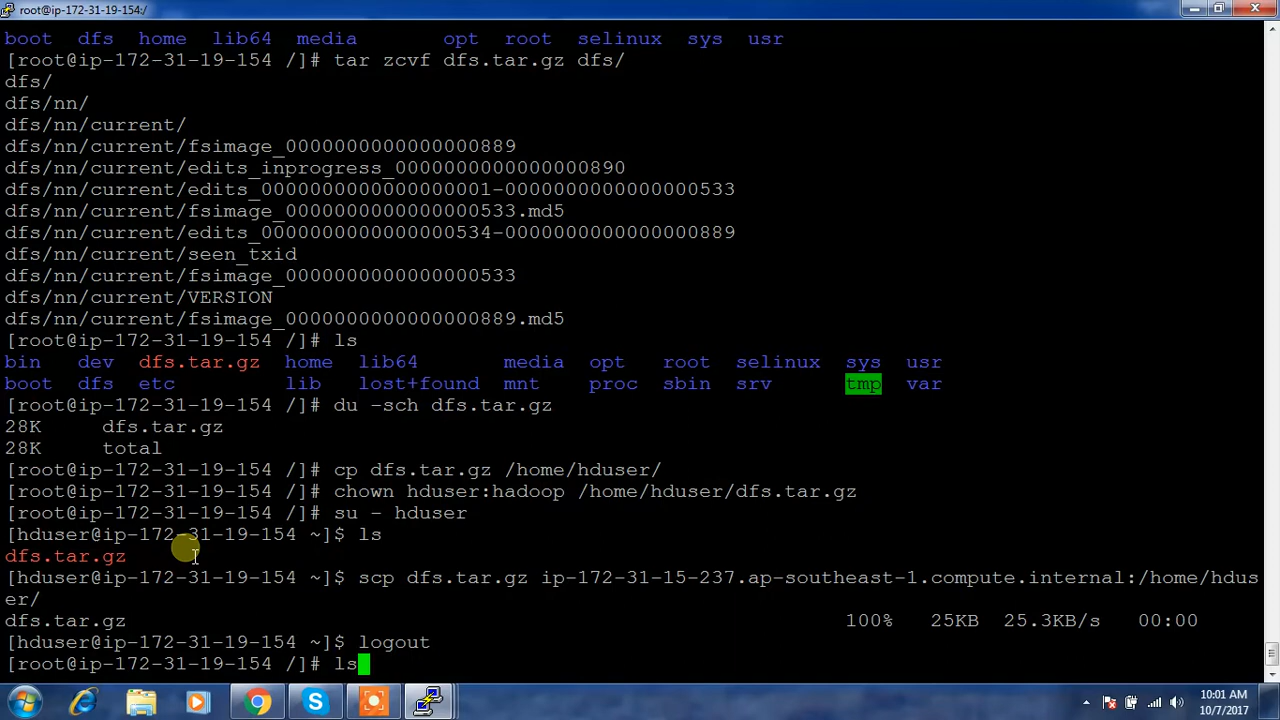 root@ip-172-31-19-154:/
boot dfs home lib64 media opt root selinux sys usr
[root@ip-172-31-19-154 /]# tar zcvf dfs.tar.gz dfs/
dfs/
dfs/nn/
dfs/nn/current/
dfs/nn/current/fsimage_0000000000000000889
dfs/nn/current/edits_inprogress_0000000000000000890
dfs/nn/current/edits_0000000000000000001-0000000000000000533
dfs/nn/current/fsimage_0000000000000000533.md5
dfs/nn/current/edits_0000000000000000534-0000000000000000889
dfs/nn/current/seen_txid
dfs/nn/current/fsimage_0000000000000000533
dfs/nn/current/VERSION
dfs/nn/current/fsimage_0000000000000000889.md5
[root@ip-172-31-19-154 /]# ls
bin dev dfs.tar.gz home lib64 media opt root selinux sys usr
boot dfs etc lib lost+found mnt proc sbin srv tmp var
[root@ip-172-31-19-154 /]# du -sch dfs.tar.gz
28K dfs.tar.gz
28K total
[root@ip-172-31-19-154 /]# cp dfs.tar.gz /home/hduser/
[root@ip-172-31-19-154 /]# chown hduser:hadoop /home/hduser/dfs.tar.gz
[root@ip-172-31-19-154 /]# su - hduser
[hduser@ip-172-31-19-154 ~]$ ls
dfs.tar.gz
[hduser@ip-172-31-19-154 ~]$ scp dfs.tar.gz ip-172-31-15-237.ap-southeast-1.compute.internal:/home/hdus
er/
dfs.tar.gz 100% 25KB 25.3KB/s 00:00
[hduser@ip-172-31-19-154 ~]$ logout
[root@ip-172-31-19-154 /]# ls
10:01 AM
10/7/2017